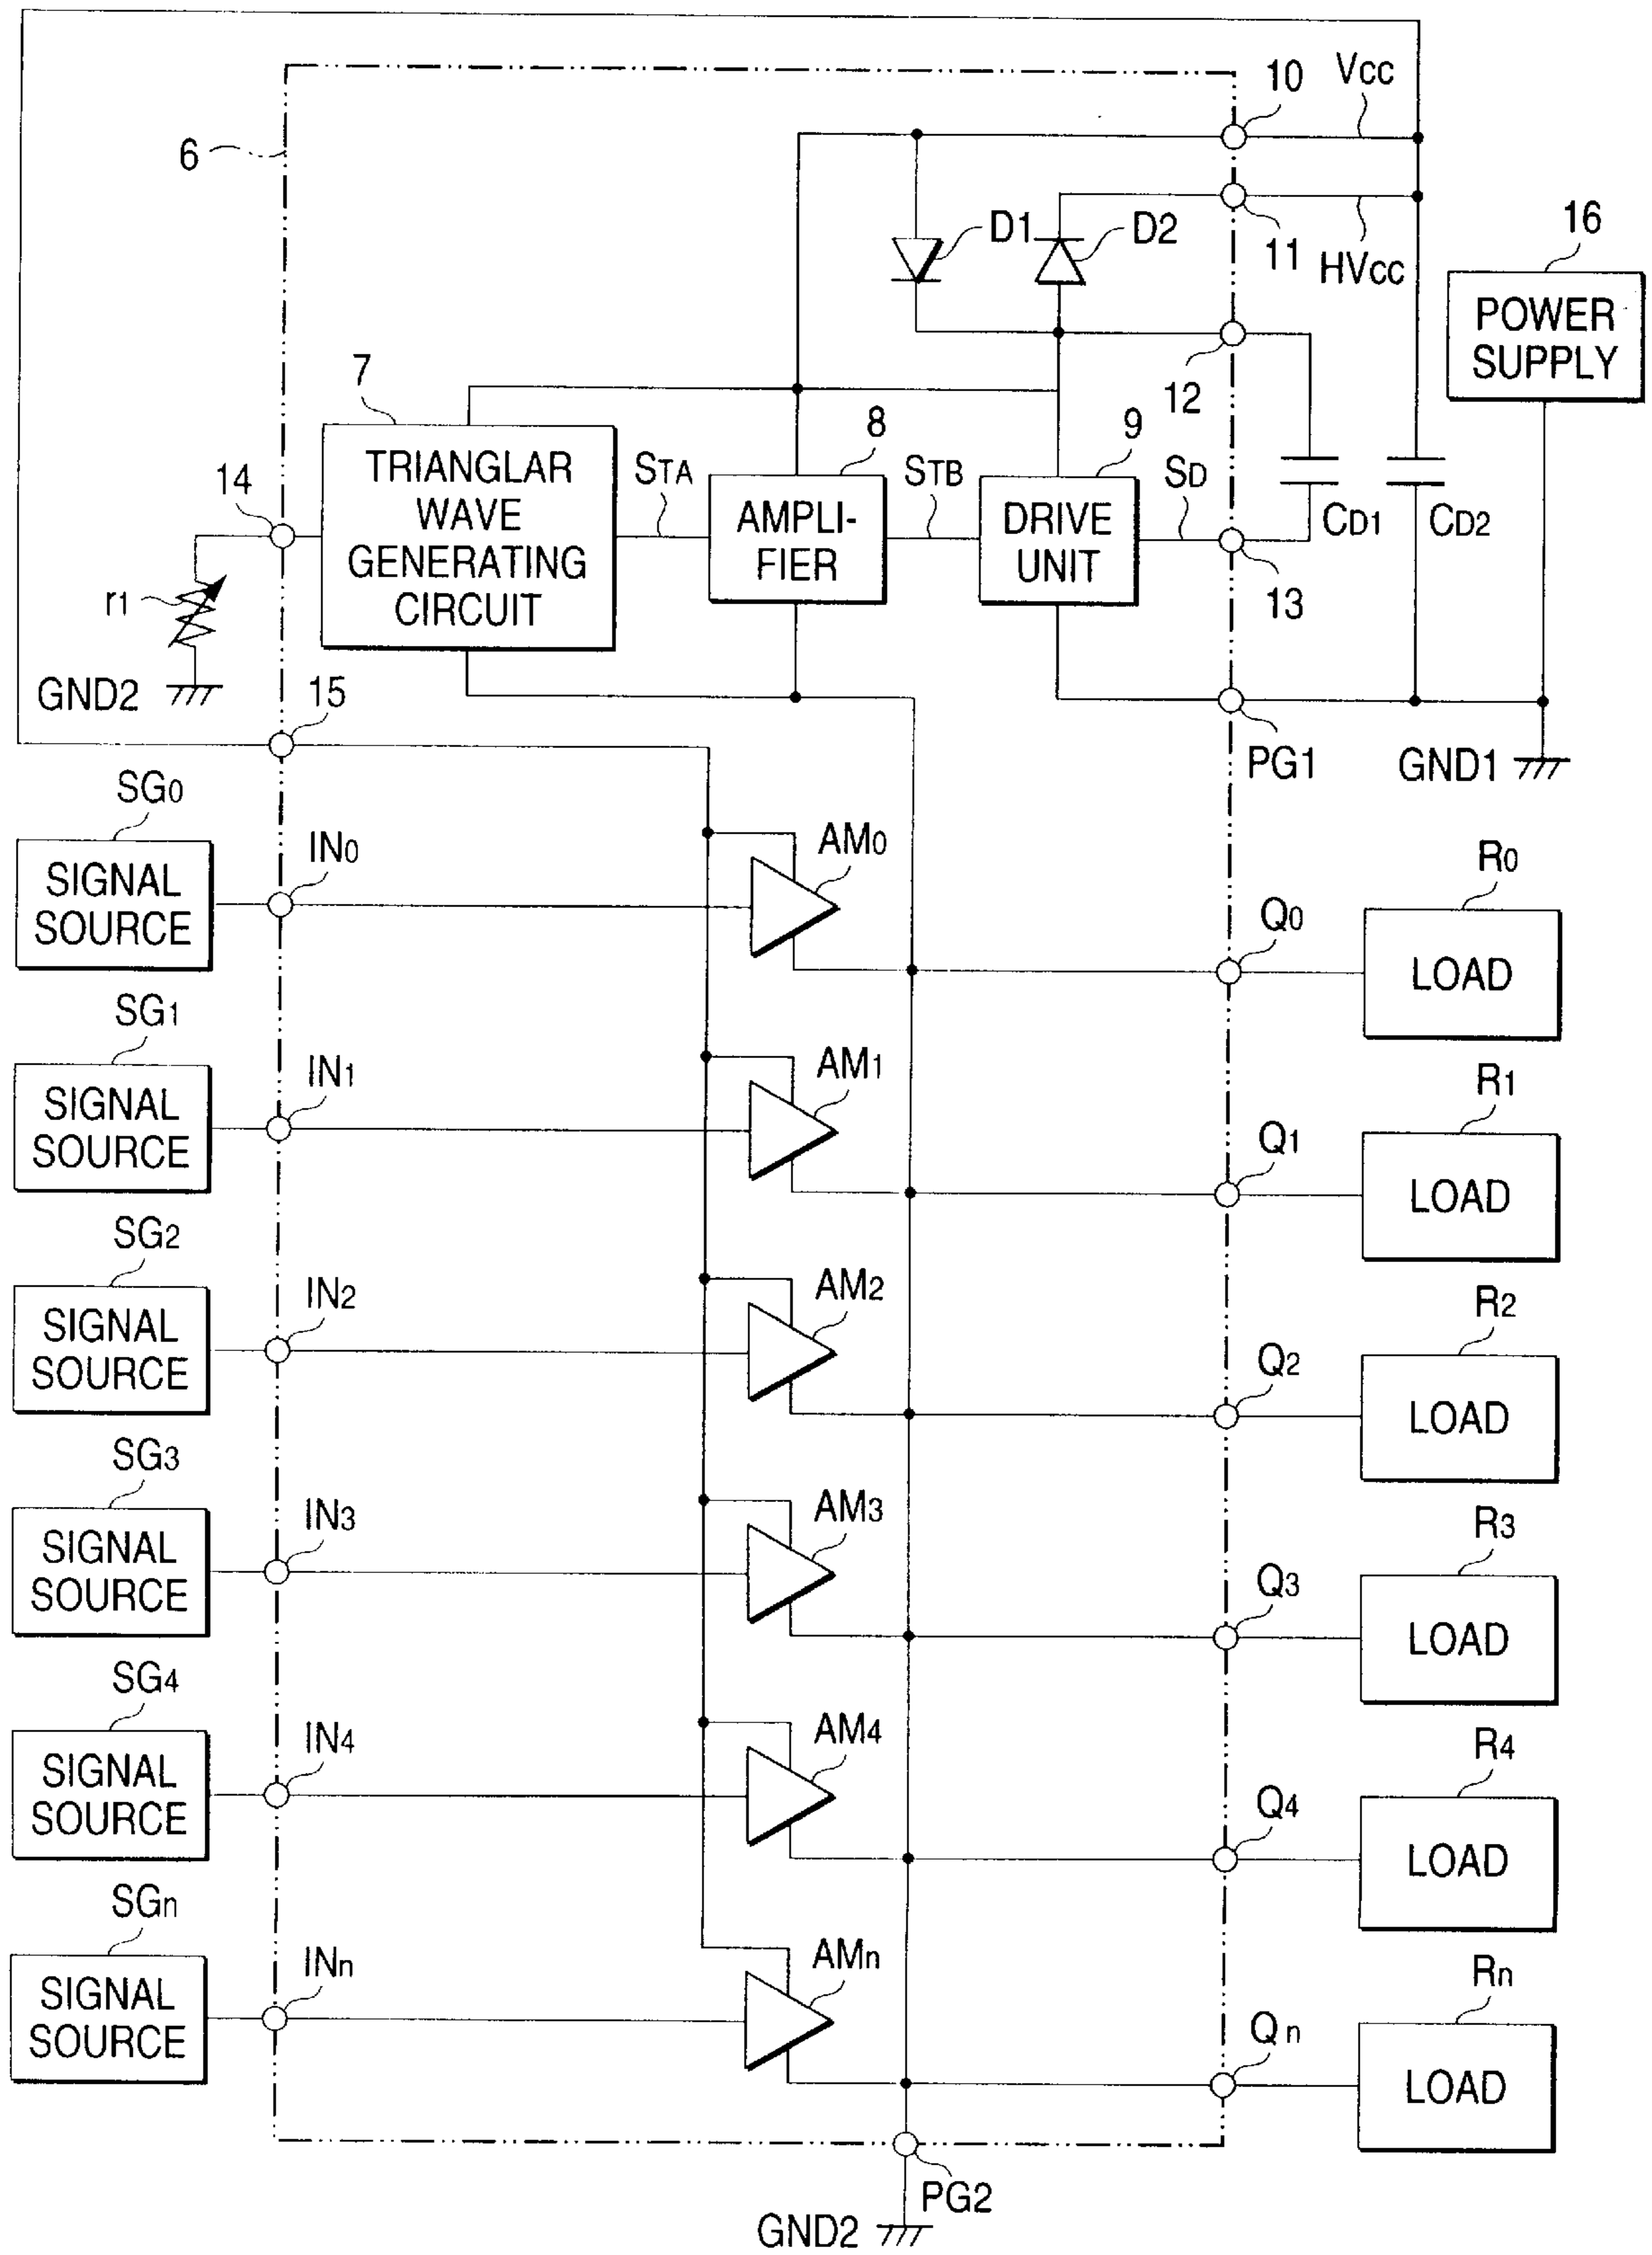 10
Vcc
6
D1
D2
11
HVcc
16
POWER
SUPPLY
12
7
8
9
14
TRIANGLAR
WAVE
GENERATING
CIRCUIT
STA
AMPLI-
FIER
STB
DRIVE
UNIT
SD
CD1
CD2
r1
13
GND2
15
PG1
GND1
SG0
SIGNAL
SOURCE
IN0
AM0
Q0
R0
LOAD
SG1
SIGNAL
SOURCE
IN1
AM1
Q1
R1
LOAD
SG2
SIGNAL
SOURCE
IN2
AM2
Q2
R2
LOAD
SG3
SIGNAL
SOURCE
IN3
AM3
Q3
R3
LOAD
SG4
SIGNAL
SOURCE
IN4
AM4
Q4
R4
LOAD
SGn
SIGNAL
SOURCE
INn
AMn
Qn
Rn
LOAD
PG2
GND2